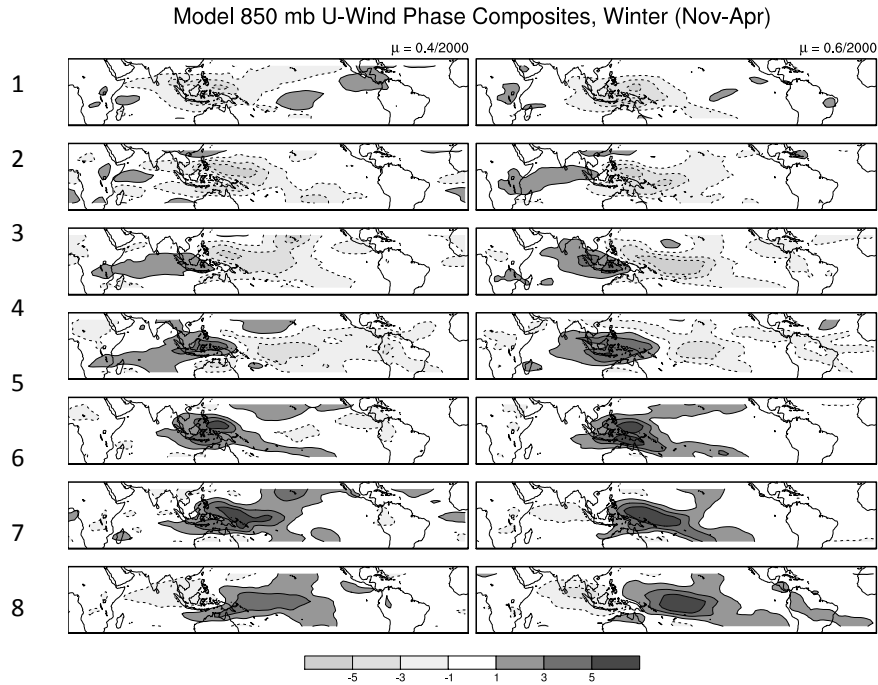 Model 850 mb U-Wind Phase Composites, Winter (Nov-Apr)
μ = 0.4/2000 μ = 0.6/2000
1
2
3
4
5
6
7
8
-5 -3 -1 1 3 5